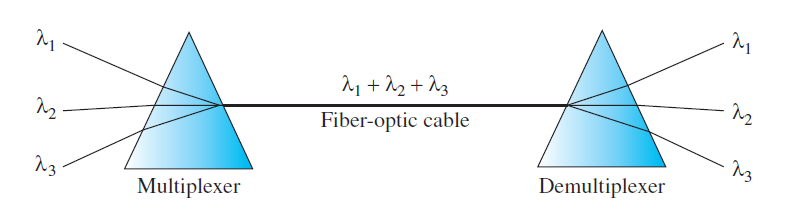 λ1
λ2
λ3
λ1 + λ2 + λ3
Fiber-optic cable
Multiplexer
Demultiplexer
λ1
λ2
λ3